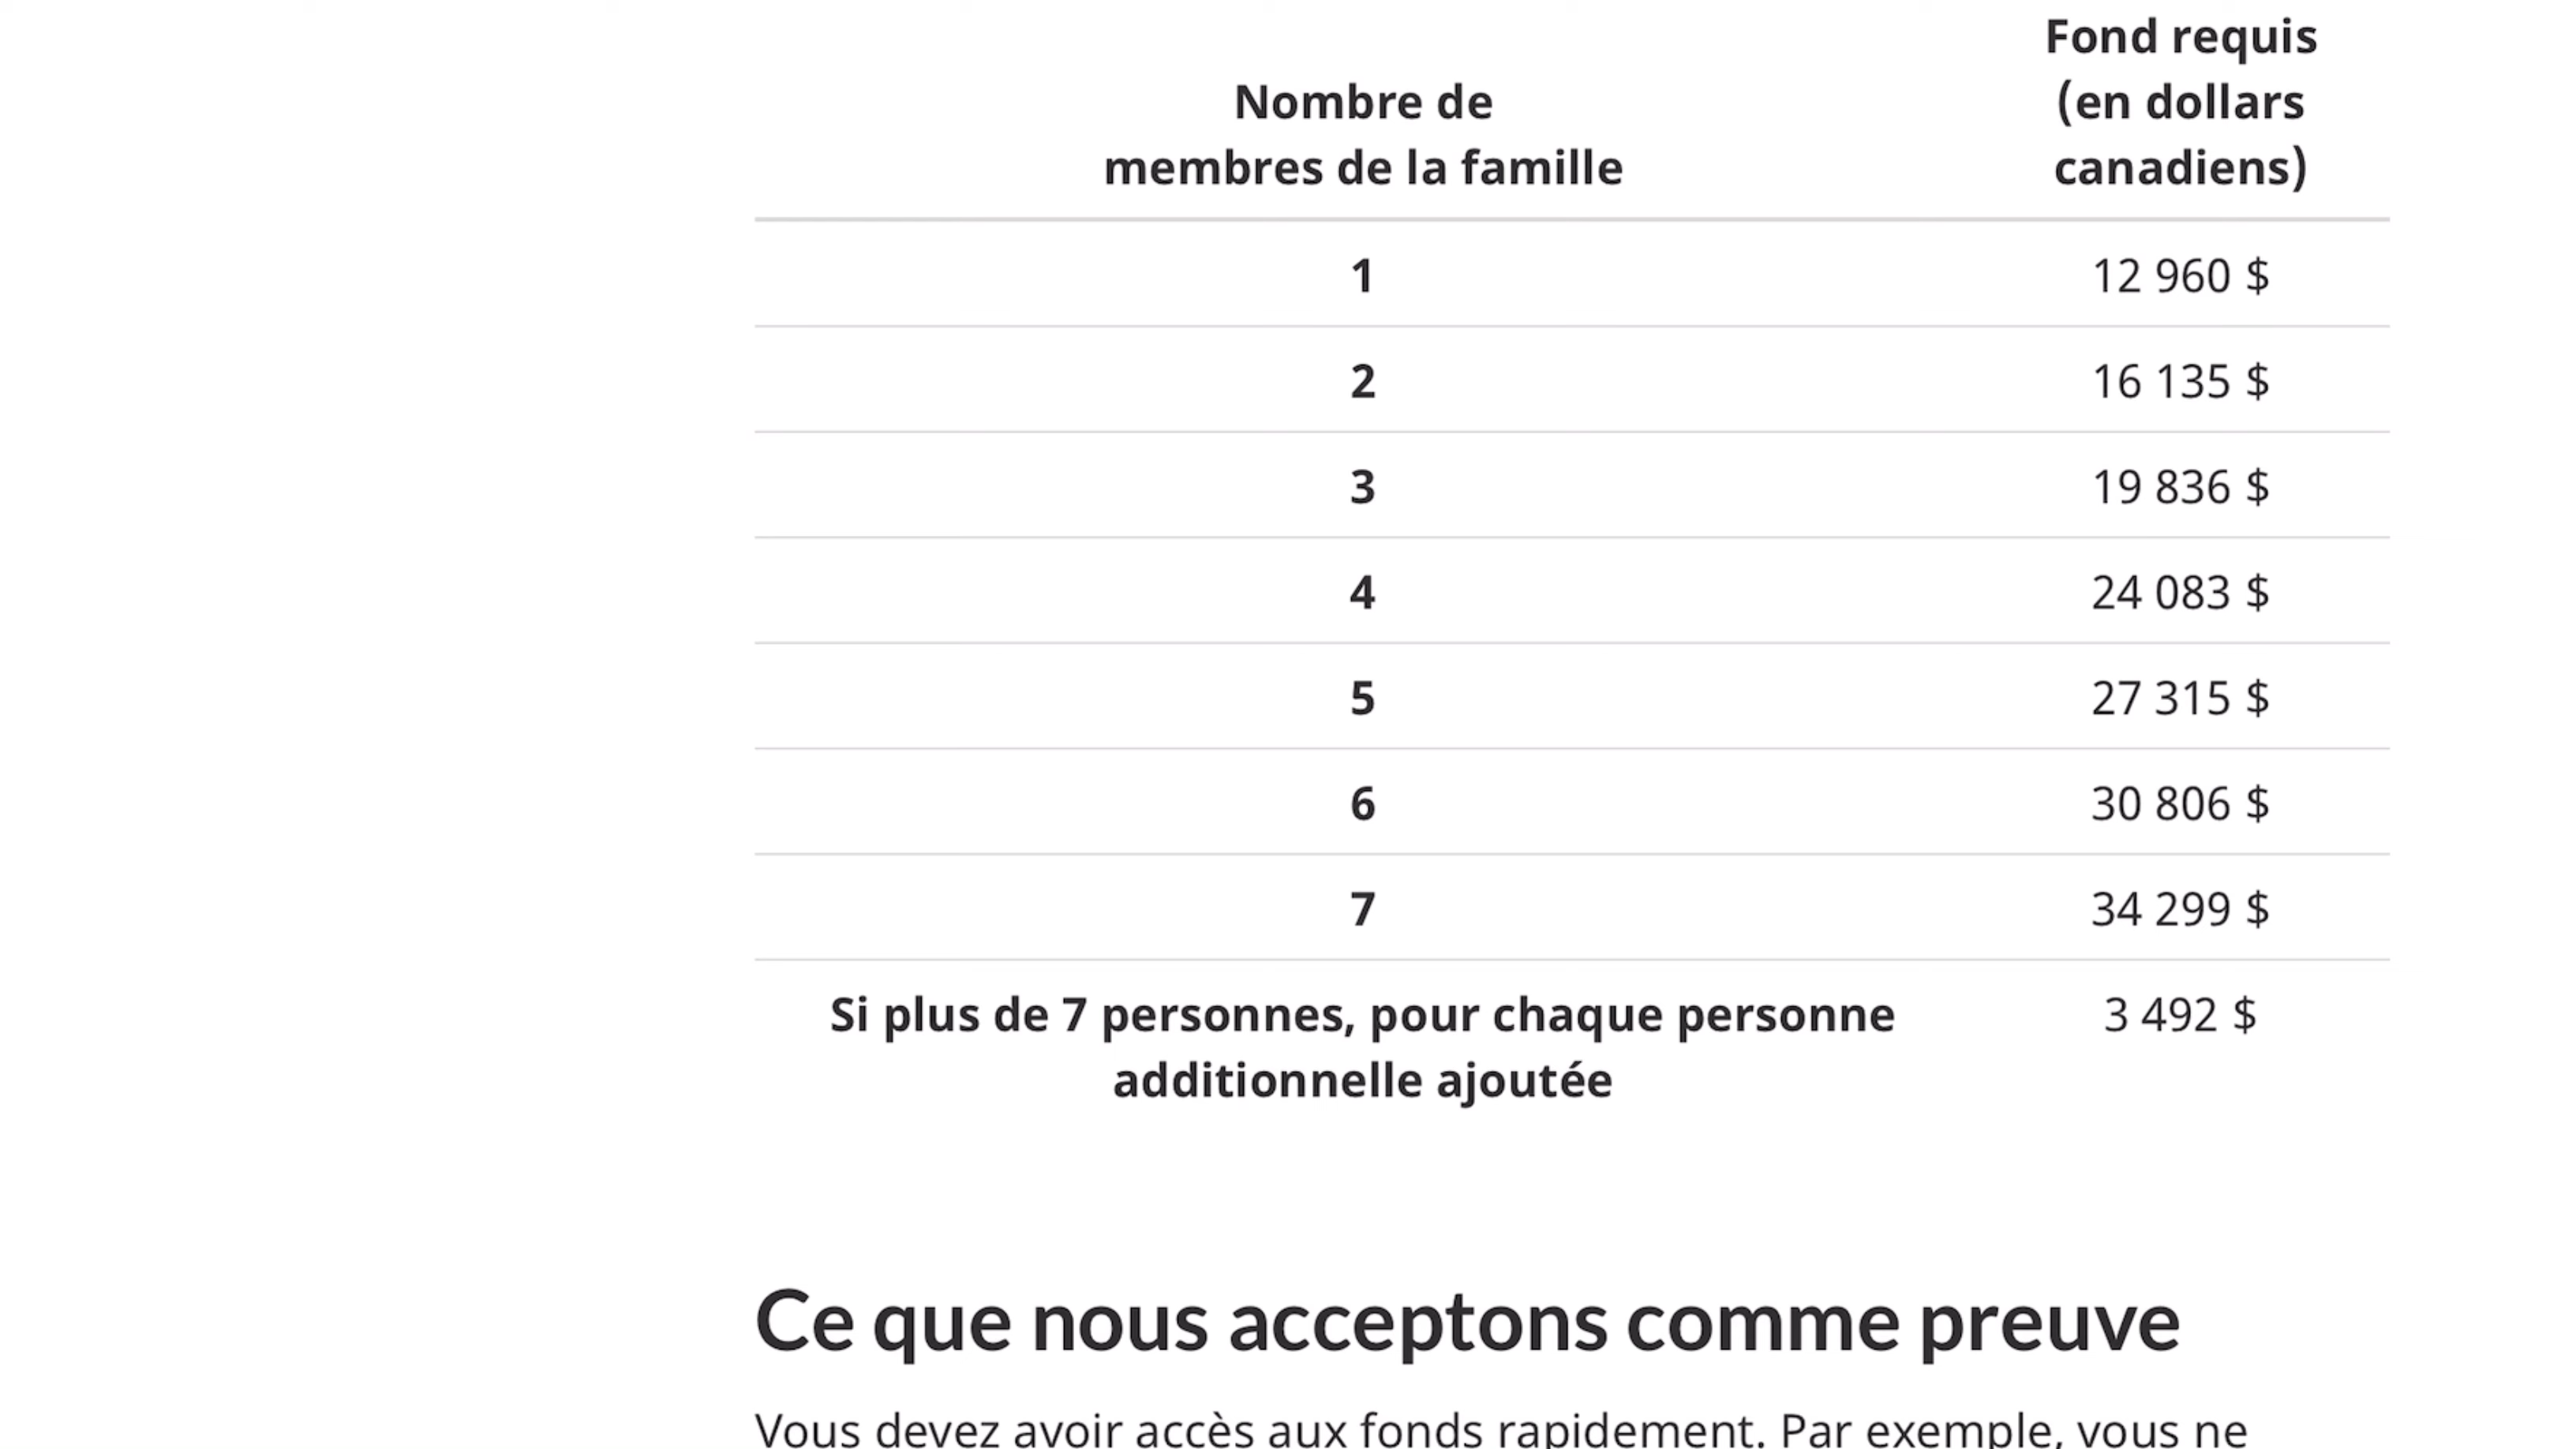 Nombre de
membres de la famille
Fond requis
(en dollars
canadiens)
1
12 960 $
2
16 135 $
3
19 836 $
4
24 083 $
5
27 315 $
6
30 806 $
7
34 299 $
Si plus de 7 personnes, pour chaque personne
additionnelle ajoutée
3 492 $
Ce que nous acceptons comme preuve
Vous devez avoir accès aux fonds rapidement. Par exemple, vous ne